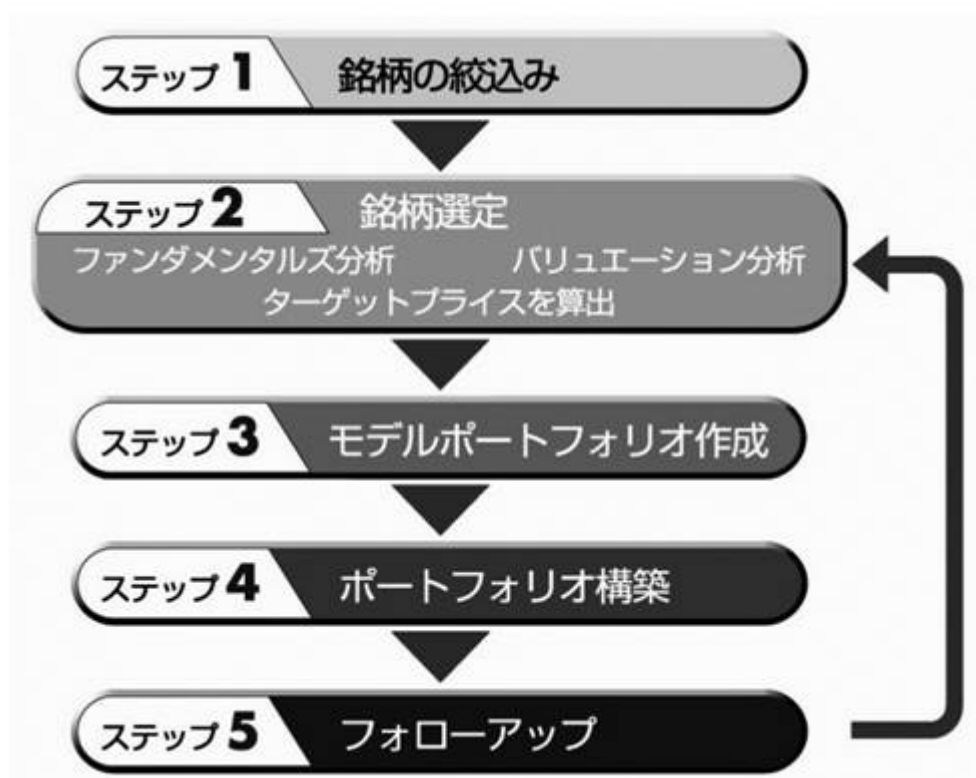 ステップ 1 銘柄の絞込み
ステップ 2 銘柄選定
ファンダメンタルズ分析 バリュエーション分析
ターゲットプライスを算出
ステップ 3 モデルポートフォリオ作成
ステップ 4 ポートフォリオ構築
ステップ 5 フォローアップ